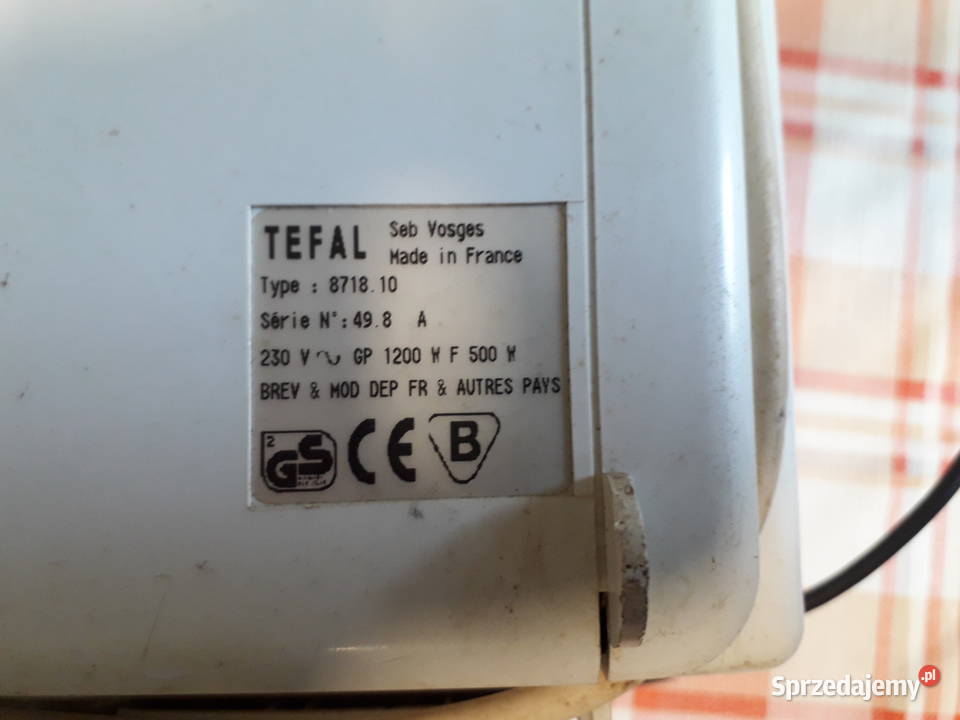 TEFAL Seb Vosges
Made in France
Type : 8718.10
Série N°: 49.8 A
230 V ~ GP 1200 W F 500 W
BREV & MOD DEP FR & AUTRES PAYS
2 GS CE B
Sprzedajemy.pl